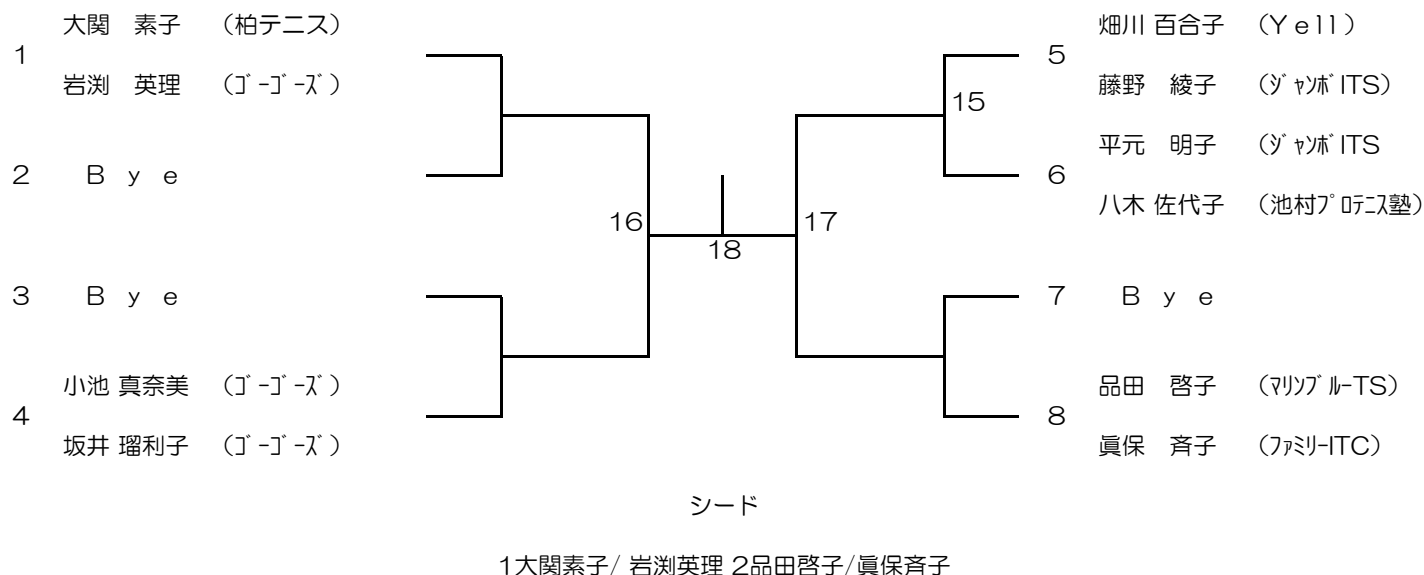 大関　素子　（柏テニス）
1
岩渕　英理　（ｺﾞｰｺﾞｰｽﾞ）
2　Ｂ ｙ ｅ
3　Ｂ ｙ ｅ
小池 真奈美　（ｺﾞｰｺﾞｰｽﾞ）
4
坂井 瑠利子　（ｺﾞｰｺﾞｰｽﾞ）
16
18
17
15
畑川 百合子　（Ｙｅｌｌ）
5
藤野　綾子　（ｼﾞｬﾝﾎﾞITS）
平元　明子　（ｼﾞｬﾝﾎﾞITS
6
八木 佐代子　（池村ﾌﾟﾛﾃﾆｽ塾）
7　Ｂ ｙ ｅ
品田　啓子　（ﾏﾘﾝﾌﾞﾙｰTS）
8
眞保　斉子　（ﾌｧﾐﾘｰITC）
シード
1大関素子/ 岩渕英理 2品田啓子/眞保斉子